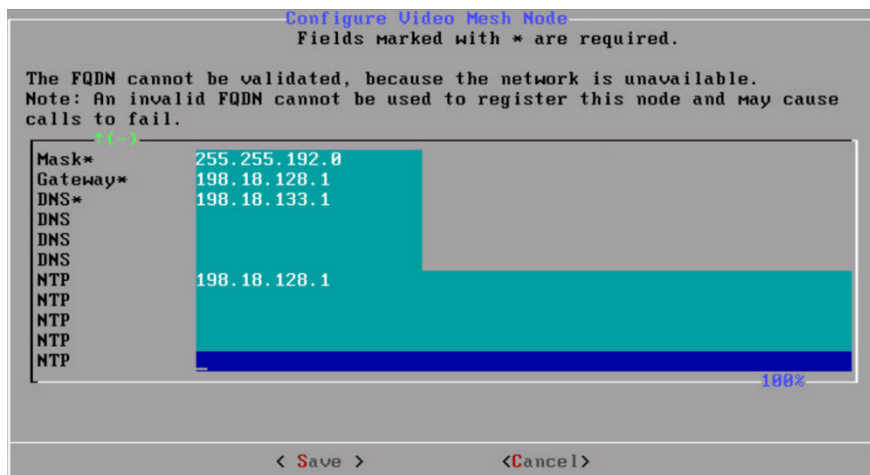 Configure Video Mesh Node
Fields marked with * are required.
The FQDN cannot be validated, because the network is unavailable.
Note: An invalid FQDN cannot be used to register this node and may cause
calls to fail.
↑(-)
Mask* 255.255.192.0
Gateway* 198.18.128.1
DNS* 198.18.133.1
DNS
DNS
DNS
NTP 198.18.128.1
NTP
NTP
NTP
NTP
100%
< Save > <Cancel>